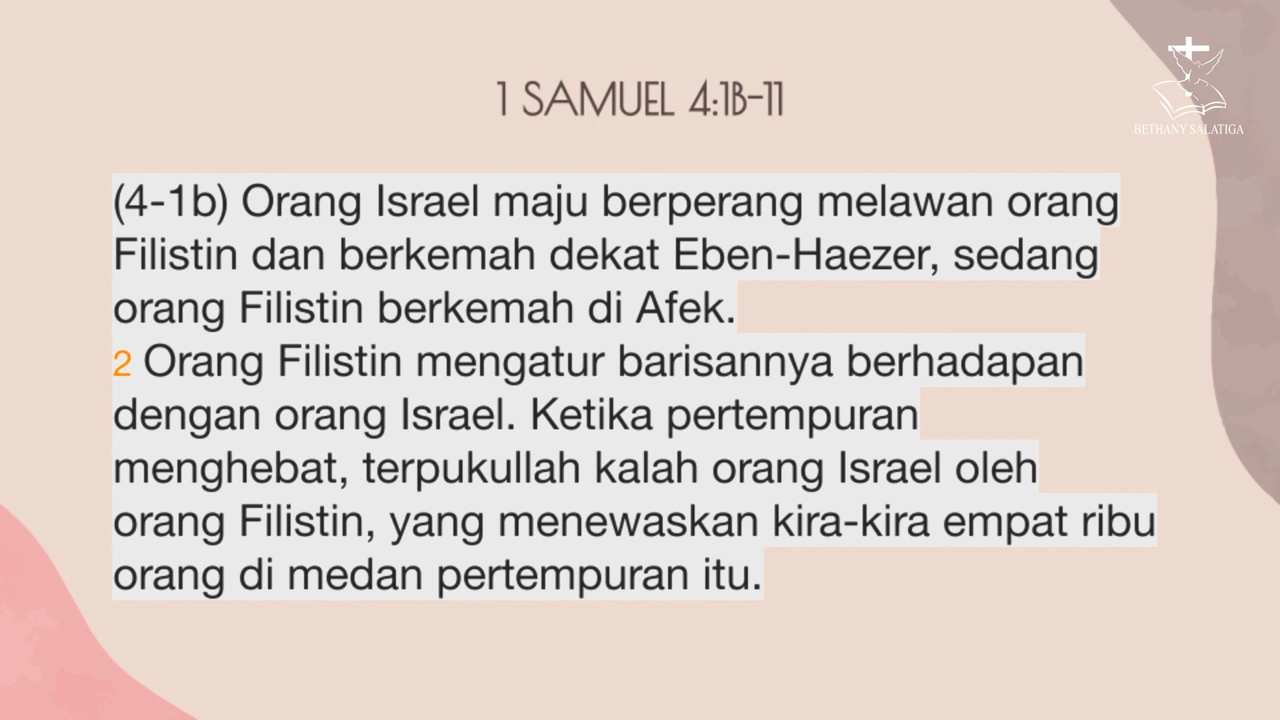 1 SAMUEL 4:1B-11
BETHANY SALATIGA
(4-1b) Orang Israel maju berperang melawan orang
Filistin dan berkemah dekat Eben-Haezer, sedang
orang Filistin berkemah di Afek.
2 Orang Filistin mengatur barisannya berhadapan
dengan orang Israel. Ketika pertempuran
menghebat, terpukullah kalah orang Israel oleh
orang Filistin, yang menewaskan kira-kira empat ribu
orang di medan pertempuran itu.